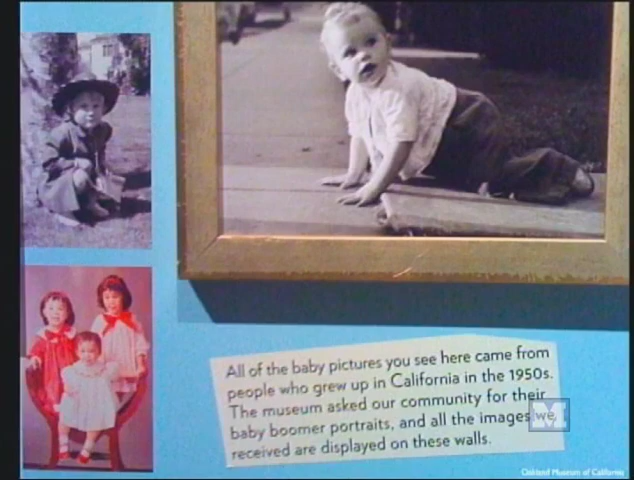 All of the baby pictures you see here came from
people who grew up in California in the 1950s.
The museum asked our community for their
baby boomer portraits, and all the images we
received are displayed on these walls.
Oakland Museum of California